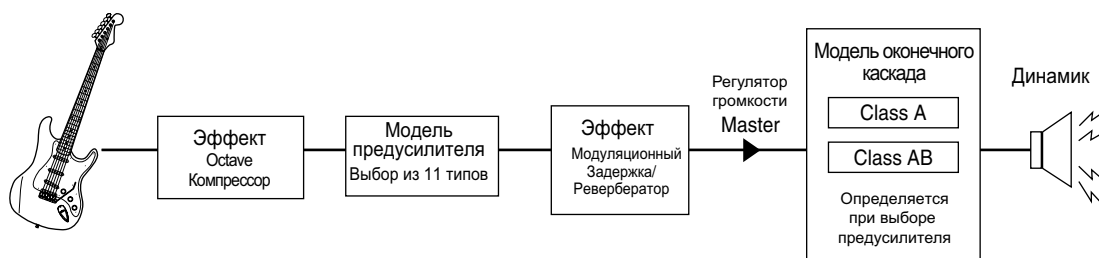 Эффект
Octave
Компрессор
Модель
предусилителя
Выбор из 11 типов
Эффект
Модуляционный
Задержка/
Ревербератор
Регулятор
громкости
Master
Модель оконечного
каскада
Class A
Class AB
Определяется
при выборе
предусилителя
Динамик